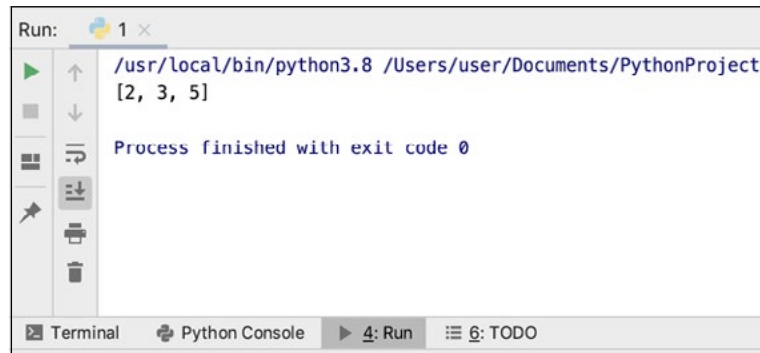 Run: 1
/usr/local/bin/python3.8 /Users/user/Documents/PythonProject
[2, 3, 5]
Process finished with exit code 0
Terminal Python Console 4: Run 6: TODO